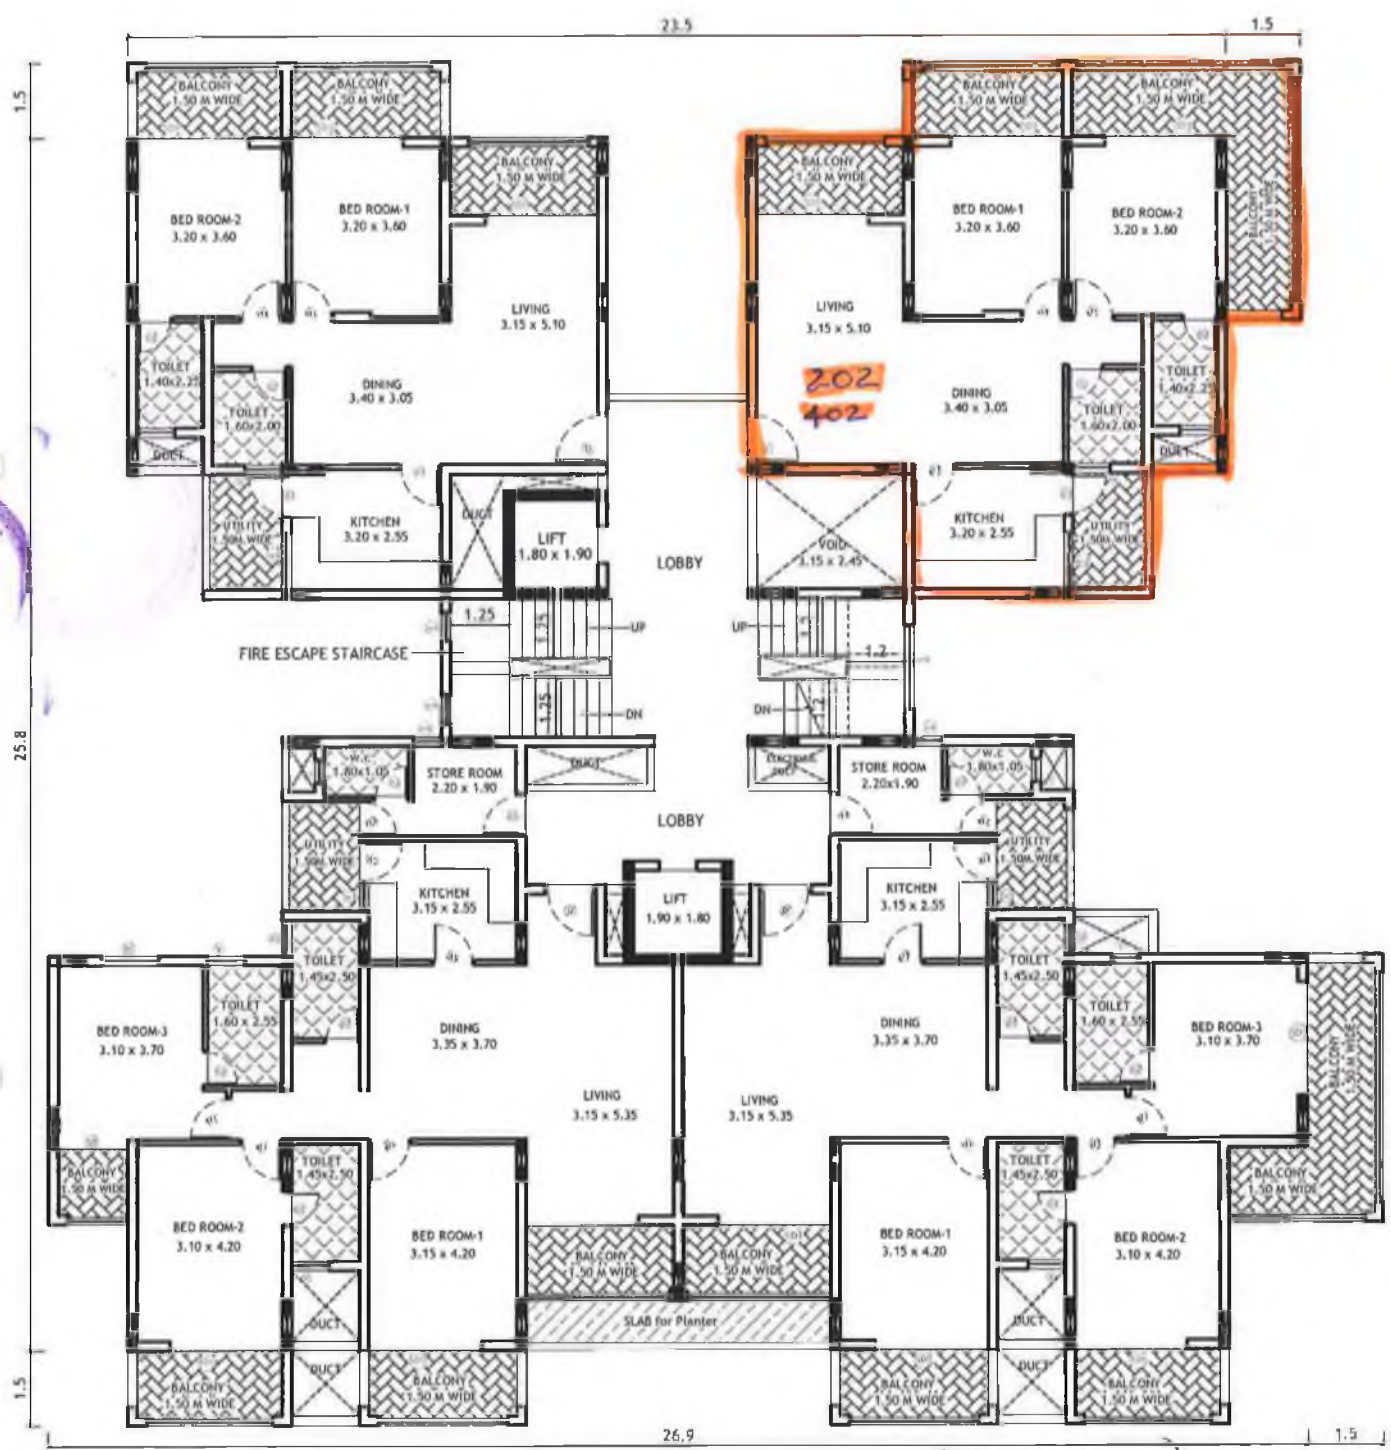 23.5
1.5
1.5
BALCONY
1.50 M WIDE
BALCONY
1.50 M WIDE
BALCONY
1.50 M WIDE
BED ROOM-2
3.20 x 3.60
BED ROOM-1
3.20 x 3.60
LIVING
3.15 x 5.10
TOILET
1.40x2.25
TOILET
1.60x2.00
DUCT
DINING
3.40 x 3.05
UTILITY
1.50M WIDE
KITCHEN
3.20 x 2.55
DUCT
LIFT
1.80 x 1.90
BALCONY
1.50 M WIDE
BALCONY
1.50 M WIDE
BALCONY
1.50 M WIDE
BALCONY
1.50 M WIDE
BED ROOM-1
3.20 x 3.60
BED ROOM-2
3.20 x 3.60
LIVING
3.15 x 5.10
202
402
DINING
3.40 x 3.05
TOILET
1.60x2.00
TOILET
1.40x2.25
DUCT
VOID
3.15 x 2.45
KITCHEN
3.20 x 2.55
UTILITY
1.50M WIDE
LOBBY
25.8
FIRE ESCAPE STAIRCASE
1.25
1.25
1.25
UP
DN
UP
DN
1.2
1.2
1.2
W.C
1.80x1.05
STORE ROOM
2.20 x 1.90
DUCT
ELECTRICAL
DUCT
STORE ROOM
2.20x1.90
W.C
1.80x1.05
LOBBY
UTILITY
1.50M WIDE
KITCHEN
3.15 x 2.55
LIFT
1.90 x 1.80
KITCHEN
3.15 x 2.55
UTILITY
1.50M WIDE
TOILET
1.45x2.50
TOILET
1.60 x 2.55
BED ROOM-3
3.10 x 3.70
DINING
3.35 x 3.70
LIVING
3.15 x 5.35
DINING
3.35 x 3.70
LIVING
3.15 x 5.35
TOILET
1.45x2.50
TOILET
1.60 x 2.55
BED ROOM-3
3.10 x 3.70
BALCONY
1.50 M WIDE
BALCONY
1.50 M WIDE
BALCONY
1.50 M WIDE
TOILET
1.45x2.50
BED ROOM-2
3.10 x 4.20
BED ROOM-1
3.15 x 4.20
BALCONY
1.50 M WIDE
BALCONY
1.50 M WIDE
BED ROOM-1
3.15 x 4.20
TOILET
1.45x2.50
BED ROOM-2
3.10 x 4.20
SLAB for Planter
DUCT
DUCT
DUCT
DUCT
BALCONY
1.50 M WIDE
BALCONY
1.50 M WIDE
BALCONY
1.50 M WIDE
BALCONY
1.50 M WIDE
1.5
26.9
1.5